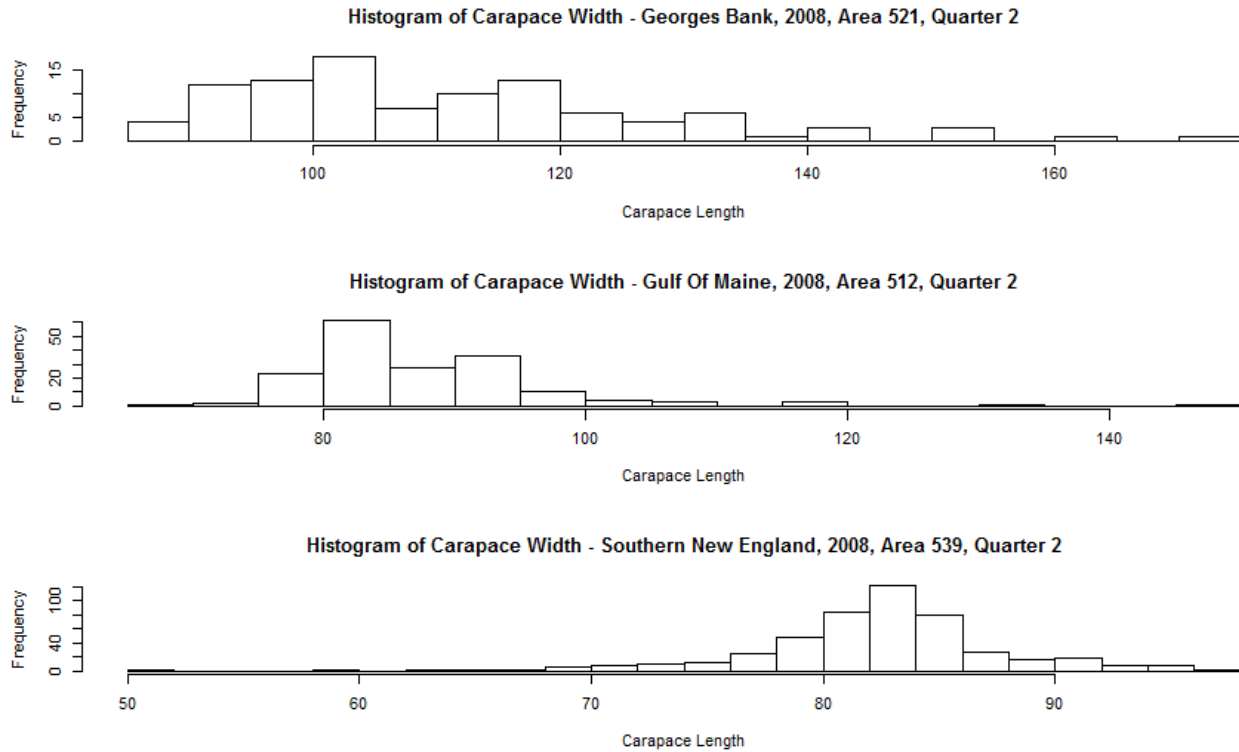 Histogram of Carapace Width - Georges Bank, 2008, Area 521, Quarter 2
Frequency
15
5
0
100 120 140 160
Carapace Length
Histogram of Carapace Width - Gulf Of Maine, 2008, Area 512, Quarter 2
Frequency
50
20
0
80 100 120 140
Carapace Length
Histogram of Carapace Width - Southern New England, 2008, Area 539, Quarter 2
Frequency
100
40
0
50 60 70 80 90
Carapace Length